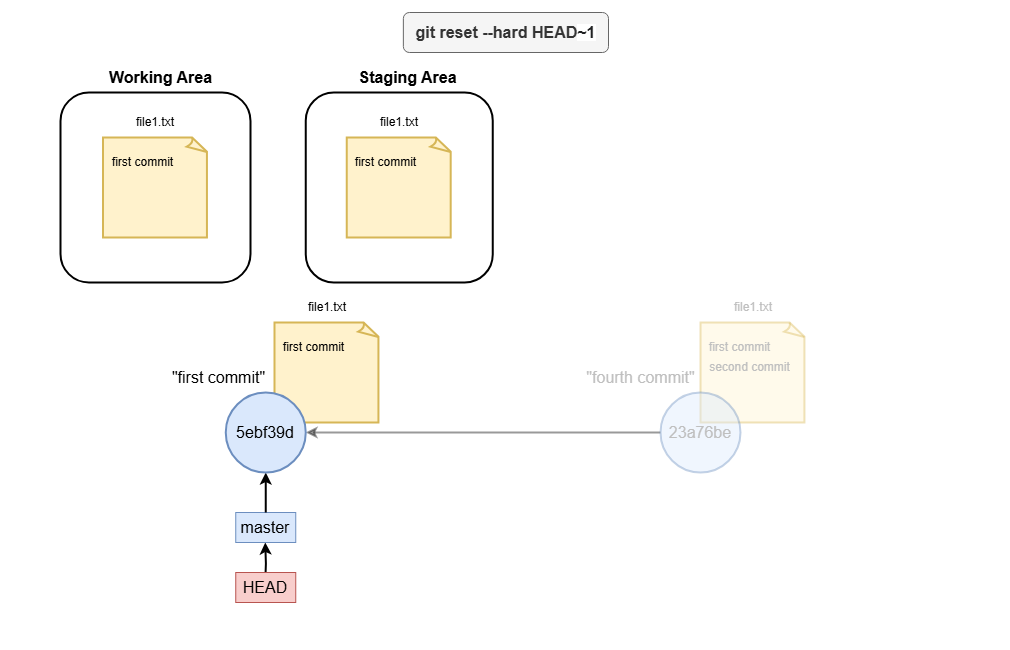 git reset --hard HEAD~1
Working Area
Staging Area
file1.txt
first commit
file1.txt
first commit
file1.txt
first commit
"first commit"
5ebf39d
file1.txt
first commit
second commit
"fourth commit"
23a76be
master
HEAD